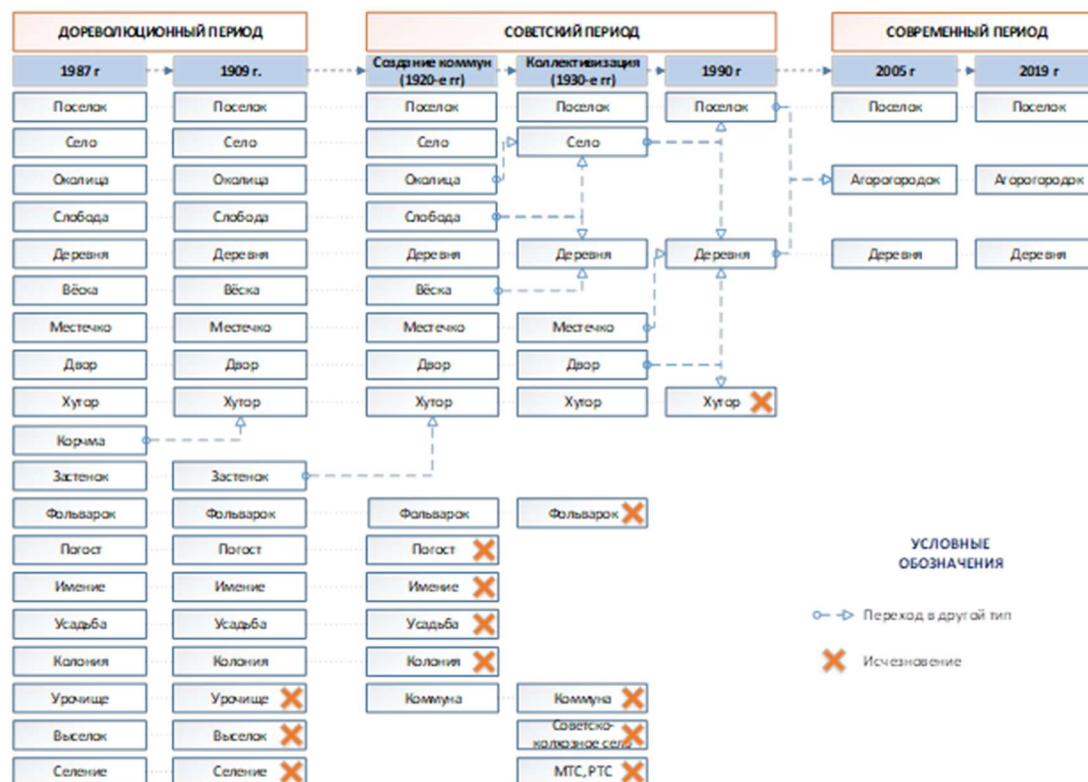 ДОРЕВОЛЮЦИОННЫЙ ПЕРИОД СОВЕТСКИЙ ПЕРИОД СОВРЕМЕННЫЙ ПЕРИОД
1987 г 1909 г. Создание коммун (1920-е гг) Коллективизация (1930-е гг) 1990 г 2005 г 2019 г
Поселок Поселок Поселок Поселок Поселок Поселок Поселок
Село Село Село Село
Околица Околица Околица Агорогородок Агорогородок
Слобода Слобода Слобода
Деревня Деревня Деревня Деревня Деревня Деревня Деревня
Вёска Вёска Вёска
Местечко Местечко Местечко Местечко
Двор Двор Двор Двор
Хутор Хутор Хутор Хутор Хутор
Корчма
Застенок Застенок
Фольварок Фольварок Фольварок Фольварок
Погост Погост Погост
Имение Имение Имение
Усадьба Усадьба Усадьба
Колония Колония Колония
Урочище Урочище Коммуна Коммуна
Выселок Выселок Советско-колхозное село
Селение Селение МТС, РТС
УСЛОВНЫЕ
ОБОЗНАЧЕНИЯ
Переход в другой тип
Исчезновение